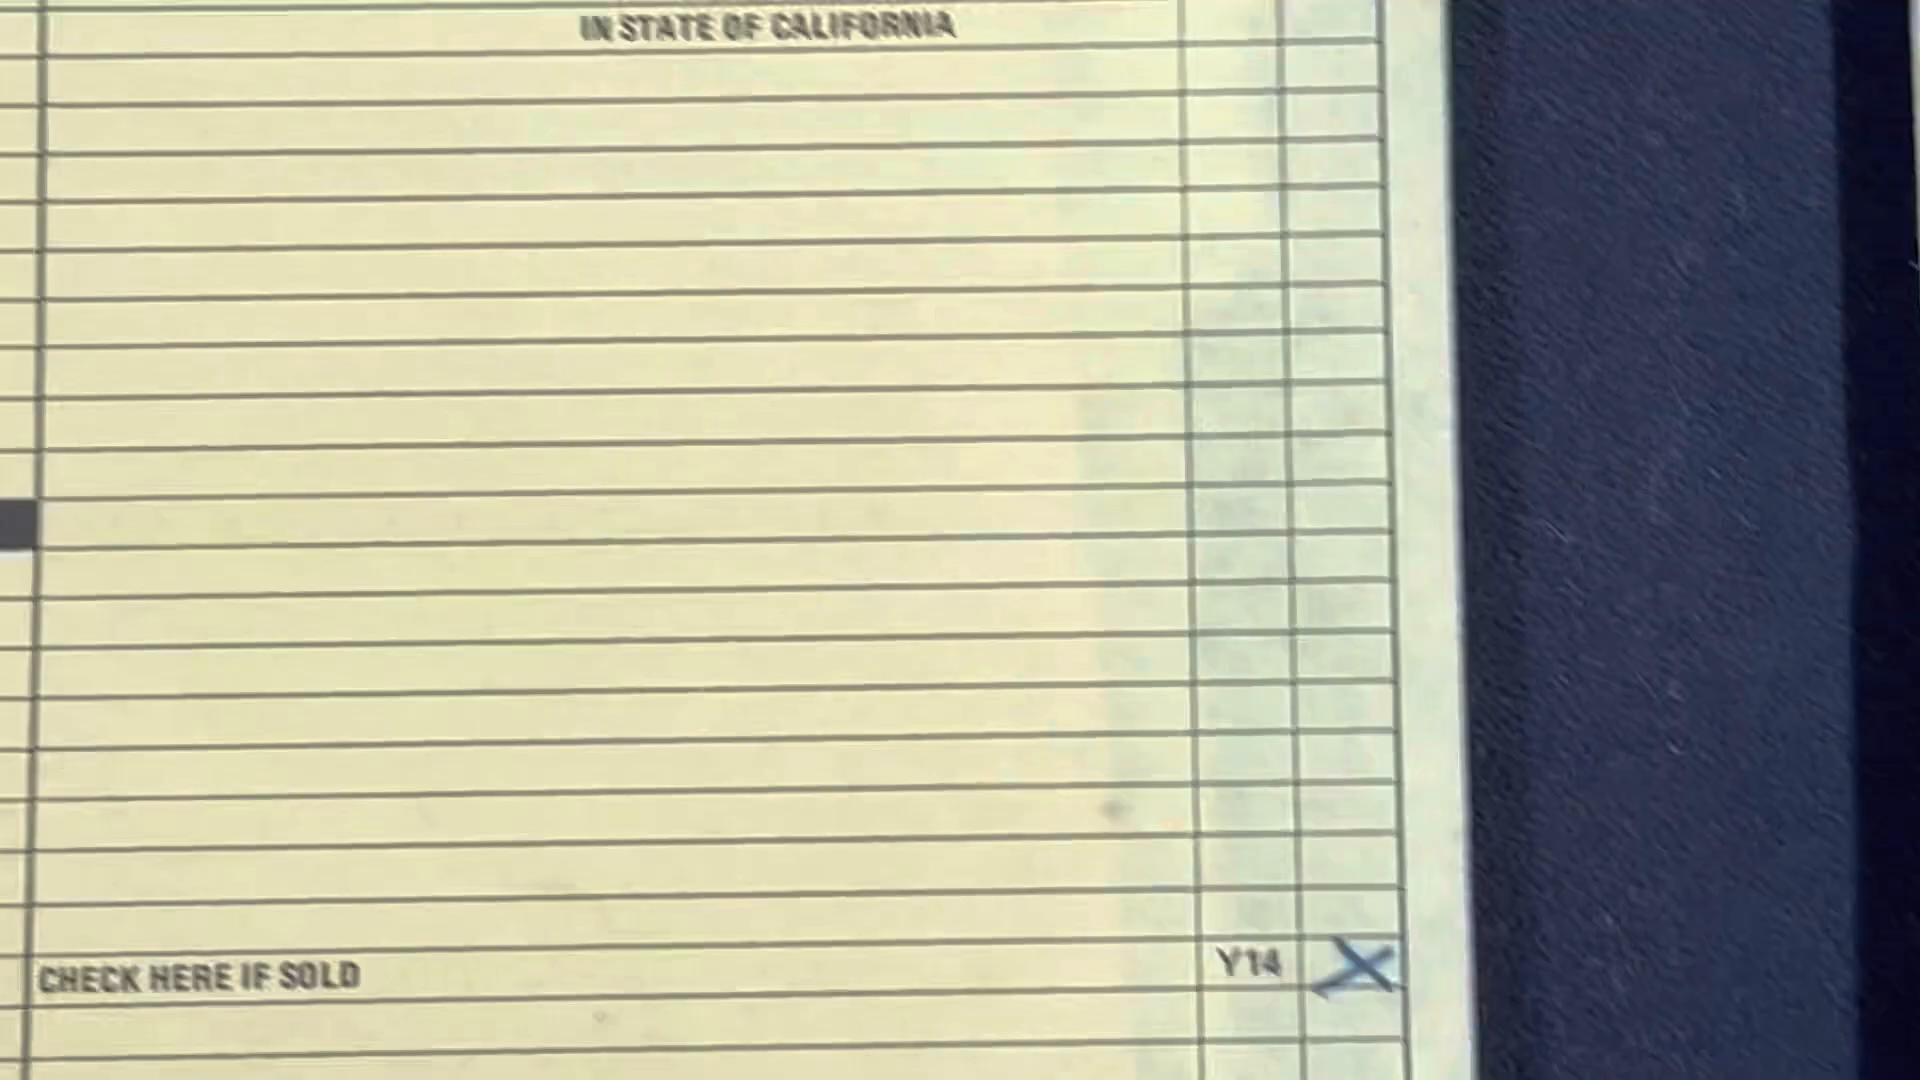 IN STATE OF CALIFORNIA
CHECK HERE IF SOLD Y14 X